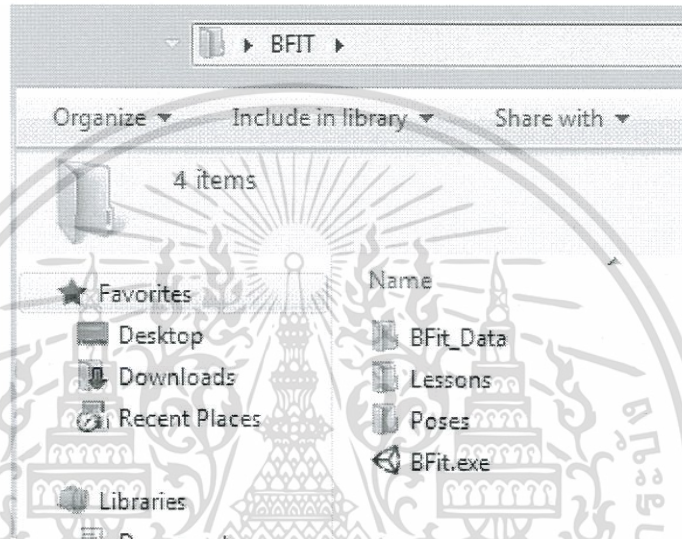 BFIT
Organize Include in library Share with
4 items
Name
Favorites
Desktop
Downloads
Recent Places
Libraries
BFit_Data
Lessons
Poses
BFit.exe